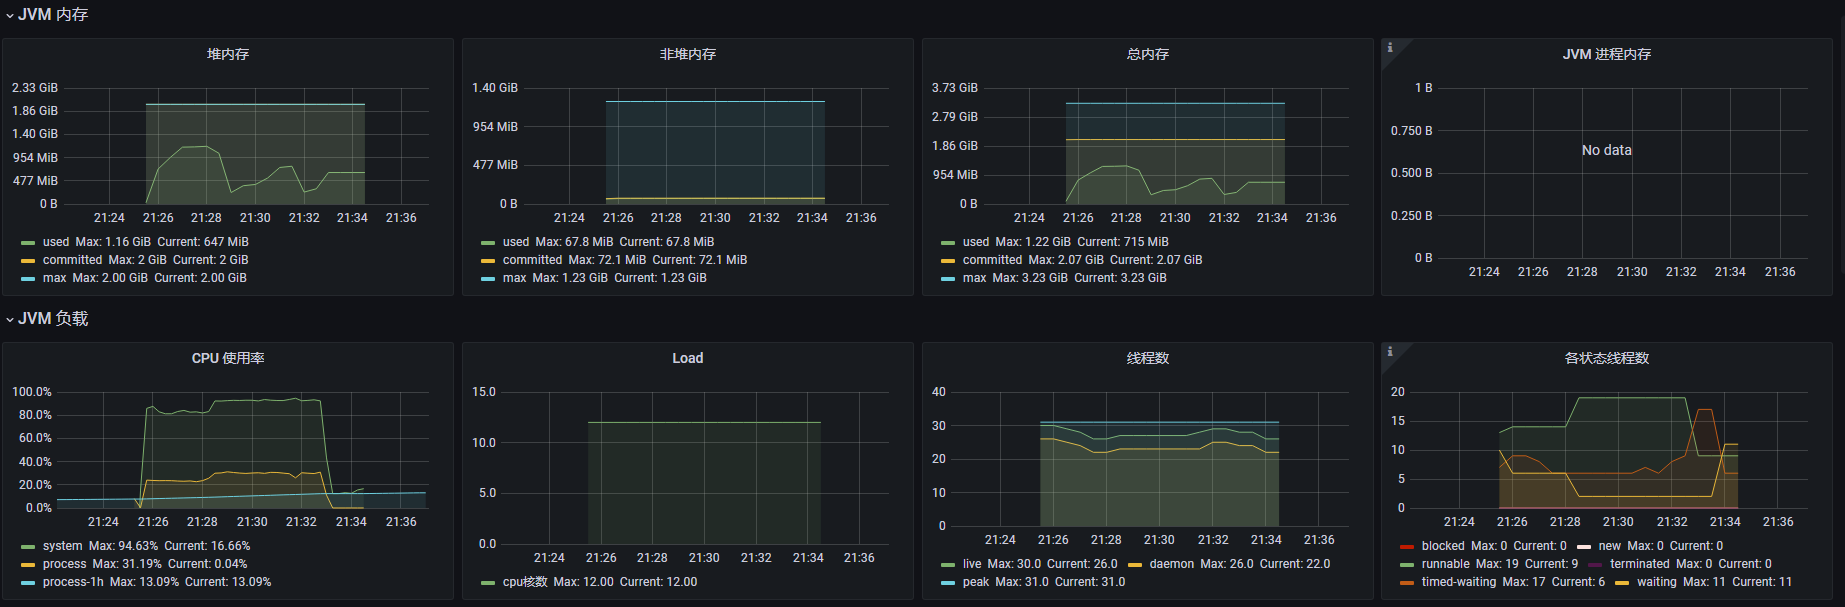 JVM 内存
堆内存
2.33 GiB
1.86 GiB
1.40 GiB
954 MiB
477 MiB
0 B
21:24 21:26 21:28 21:30 21:32 21:34 21:36
used Max: 1.16 GiB Current: 647 MiB
committed Max: 2 GiB Current: 2 GiB
max Max: 2.00 GiB Current: 2.00 GiB
非堆内存
1.40 GiB
954 MiB
477 MiB
0 B
21:24 21:26 21:28 21:30 21:32 21:34 21:36
used Max: 67.8 MiB Current: 67.8 MiB
committed Max: 72.1 MiB Current: 72.1 MiB
max Max: 1.23 GiB Current: 1.23 GiB
总内存
3.73 GiB
2.79 GiB
1.86 GiB
954 MiB
0 B
21:24 21:26 21:28 21:30 21:32 21:34 21:36
used Max: 1.22 GiB Current: 715 MiB
committed Max: 2.07 GiB Current: 2.07 GiB
max Max: 3.23 GiB Current: 3.23 GiB
i
JVM 进程内存
1 B
0.750 B
0.500 B
0.250 B
0 B
No data
21:24 21:26 21:28 21:30 21:32 21:34 21:36
JVM 负载
CPU 使用率
100.0%
80.0%
60.0%
40.0%
20.0%
0.0%
21:24 21:26 21:28 21:30 21:32 21:34 21:36
system Max: 94.63% Current: 16.66%
process Max: 31.19% Current: 0.04%
process-1h Max: 13.09% Current: 13.09%
Load
15.0
10.0
5.0
0.0
21:24 21:26 21:28 21:30 21:32 21:34 21:36
cpu核数 Max: 12.00 Current: 12.00
线程数
40
30
20
10
0
21:24 21:26 21:28 21:30 21:32 21:34 21:36
live Max: 30.0 Current: 26.0 daemon Max: 26.0 Current: 22.0
peak Max: 31.0 Current: 31.0
i
各状态线程数
20
15
10
5
0
21:24 21:26 21:28 21:30 21:32 21:34 21:36
blocked Max: 0 Current: 0 new Max: 0 Current: 0
runnable Max: 19 Current: 9 terminated Max: 0 Current: 0
timed-waiting Max: 17 Current: 6 waiting Max: 11 Current: 11